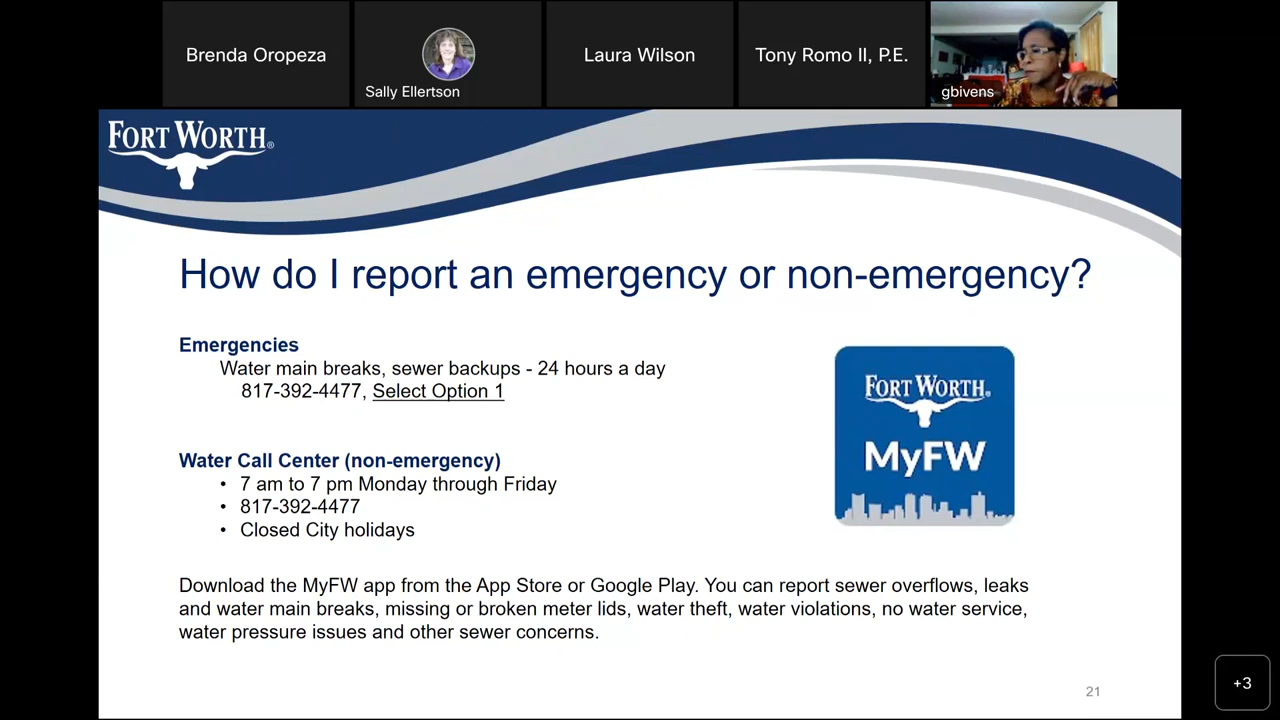 Brenda Oropeza
Sally Ellertson
Laura Wilson
Tony Romo II, P.E.
gbivens
FORT WORTH®
How do I report an emergency or non-emergency?
Emergencies
Water main breaks, sewer backups - 24 hours a day
817-392-4477, Select Option 1
Water Call Center (non-emergency)
• 7 am to 7 pm Monday through Friday
• 817-392-4477
• Closed City holidays
FORT WORTH®
MyFW
Download the MyFW app from the App Store or Google Play. You can report sewer overflows, leaks
and water main breaks, missing or broken meter lids, water theft, water violations, no water service,
water pressure issues and other sewer concerns.
21
+3